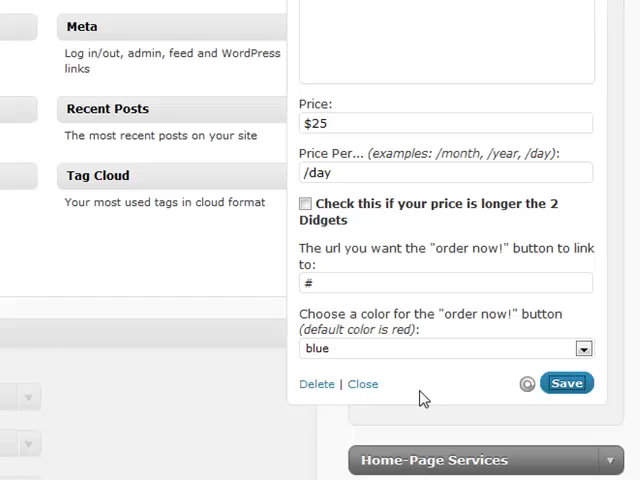 Meta
Log in/out, admin, feed and WordPress
links
Recent Posts
The most recent posts on your site
Tag Cloud
Your most used tags in cloud format
Price:
$25
Price Per... (examples: /month, /year, /day):
/day
Check this if your price is longer the 2
Didgets
The url you want the "order now!" button to link
to:
#
Choose a color for the "order now!" button
(default color is red):
blue
Delete | Close
Save
Home-Page Services